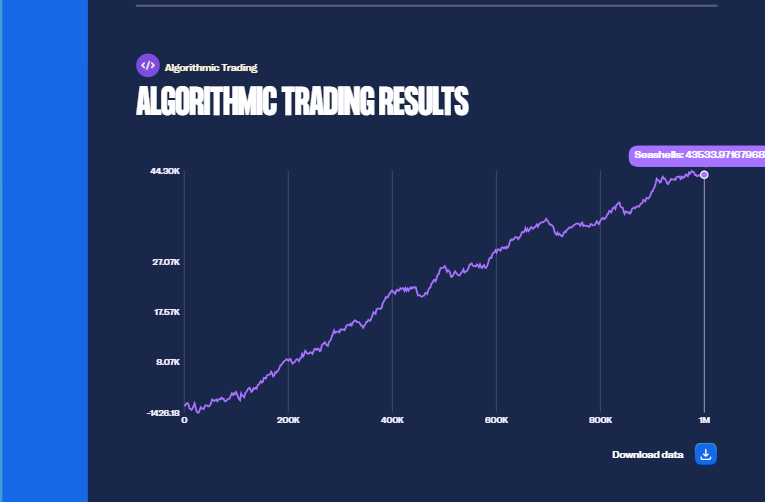 </>
Algorithmic Trading
ALGORITHMIC TRADING RESULTS
Seashells: 43533.97167968
44.30K
27.07K
17.57K
8.07K
-1426.18
0 200K 400K 600K 800K 1M
Download data